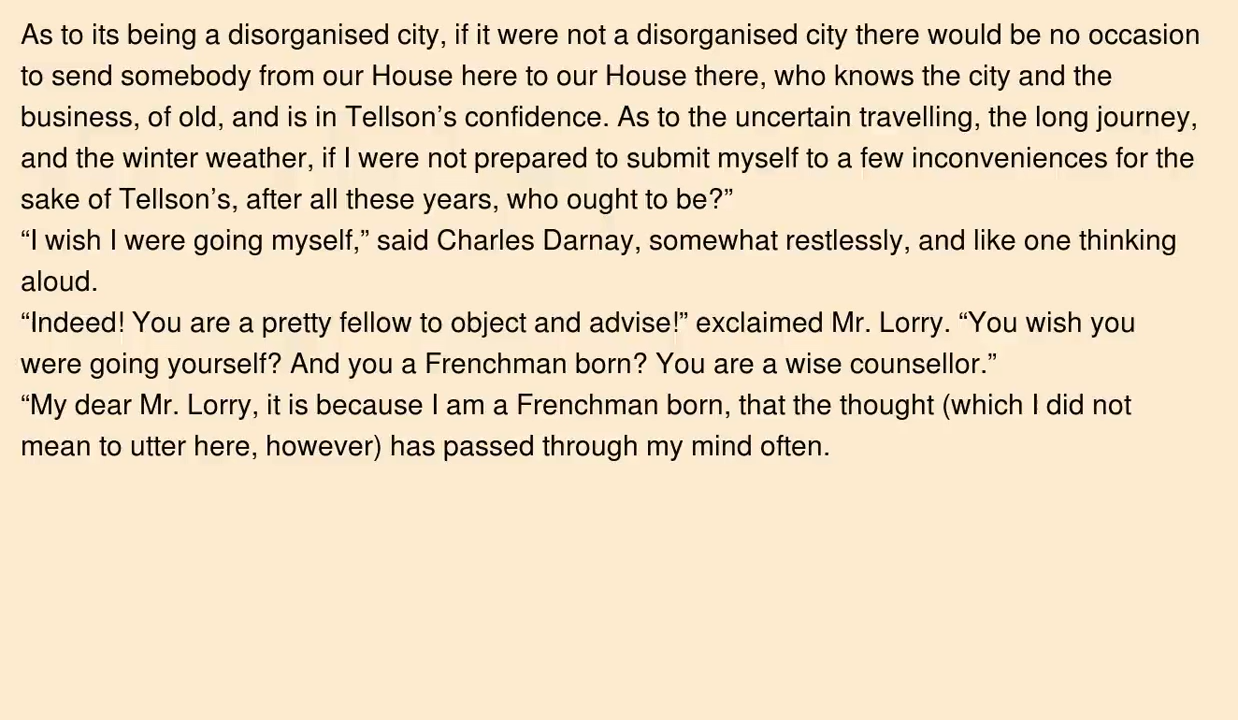 As to its being a disorganised city, if it were not a disorganised city there would be no occasion
to send somebody from our House here to our House there, who knows the city and the
business, of old, and is in Tellson’s confidence. As to the uncertain travelling, the long journey,
and the winter weather, if I were not prepared to submit myself to a few inconveniences for the
sake of Tellson’s, after all these years, who ought to be?”
“I wish I were going myself,” said Charles Darnay, somewhat restlessly, and like one thinking
aloud.
“Indeed! You are a pretty fellow to object and advise!” exclaimed Mr. Lorry. “You wish you
were going yourself? And you a Frenchman born? You are a wise counsellor.”
“My dear Mr. Lorry, it is because I am a Frenchman born, that the thought (which I did not
mean to utter here, however) has passed through my mind often.